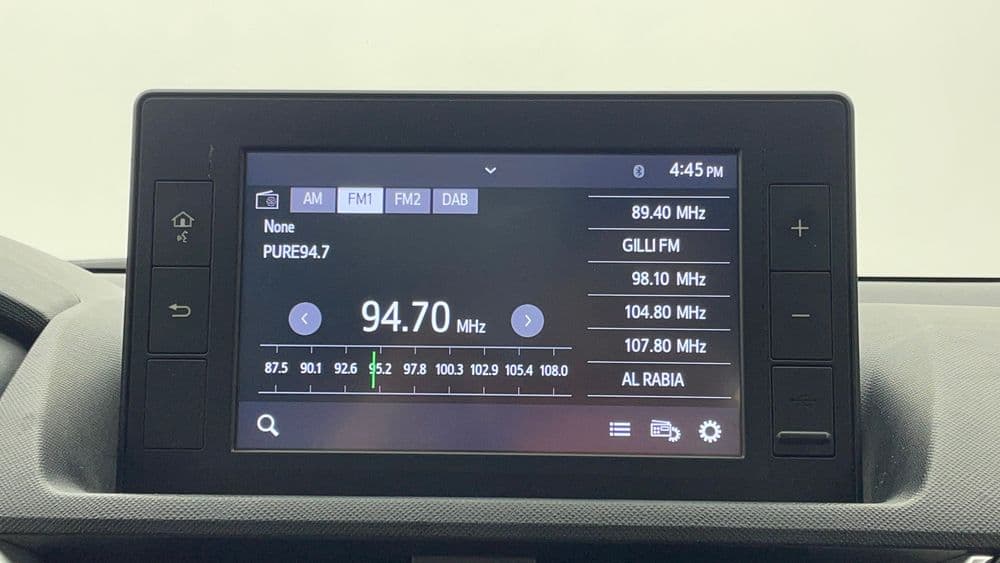 4:45 PM
AM FM1 FM2 DAB
None
PURE94.7
94.70 MHz
87.5 90.1 92.6 95.2 97.8 100.3 102.9 105.4 108.0
89.40 MHz
GILLI FM
98.10 MHz
104.80 MHz
107.80 MHz
AL RABIA